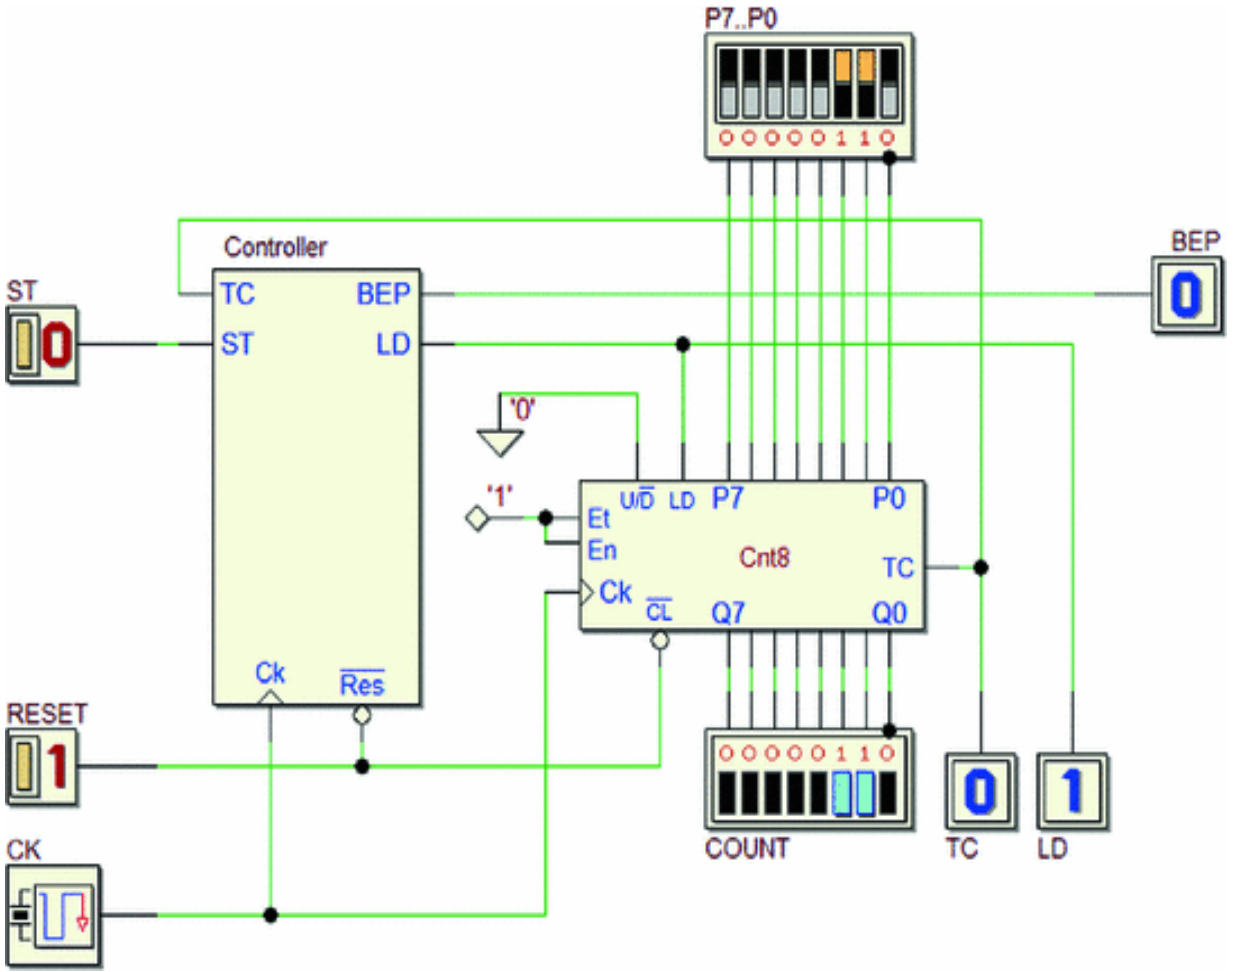 P7..P0
0 0 0 0 0 1 1 0
Controller
BEP
ST
TC BEP
0
0
ST LD
'0'
'1'
U/D LD P7 P0
Et
En
Cnt8
TC
Ck
CL Q7 Q0
Ck
Res
RESET
1
0 0 0 0 0 1 1 0
0 1
CK
COUNT TC LD